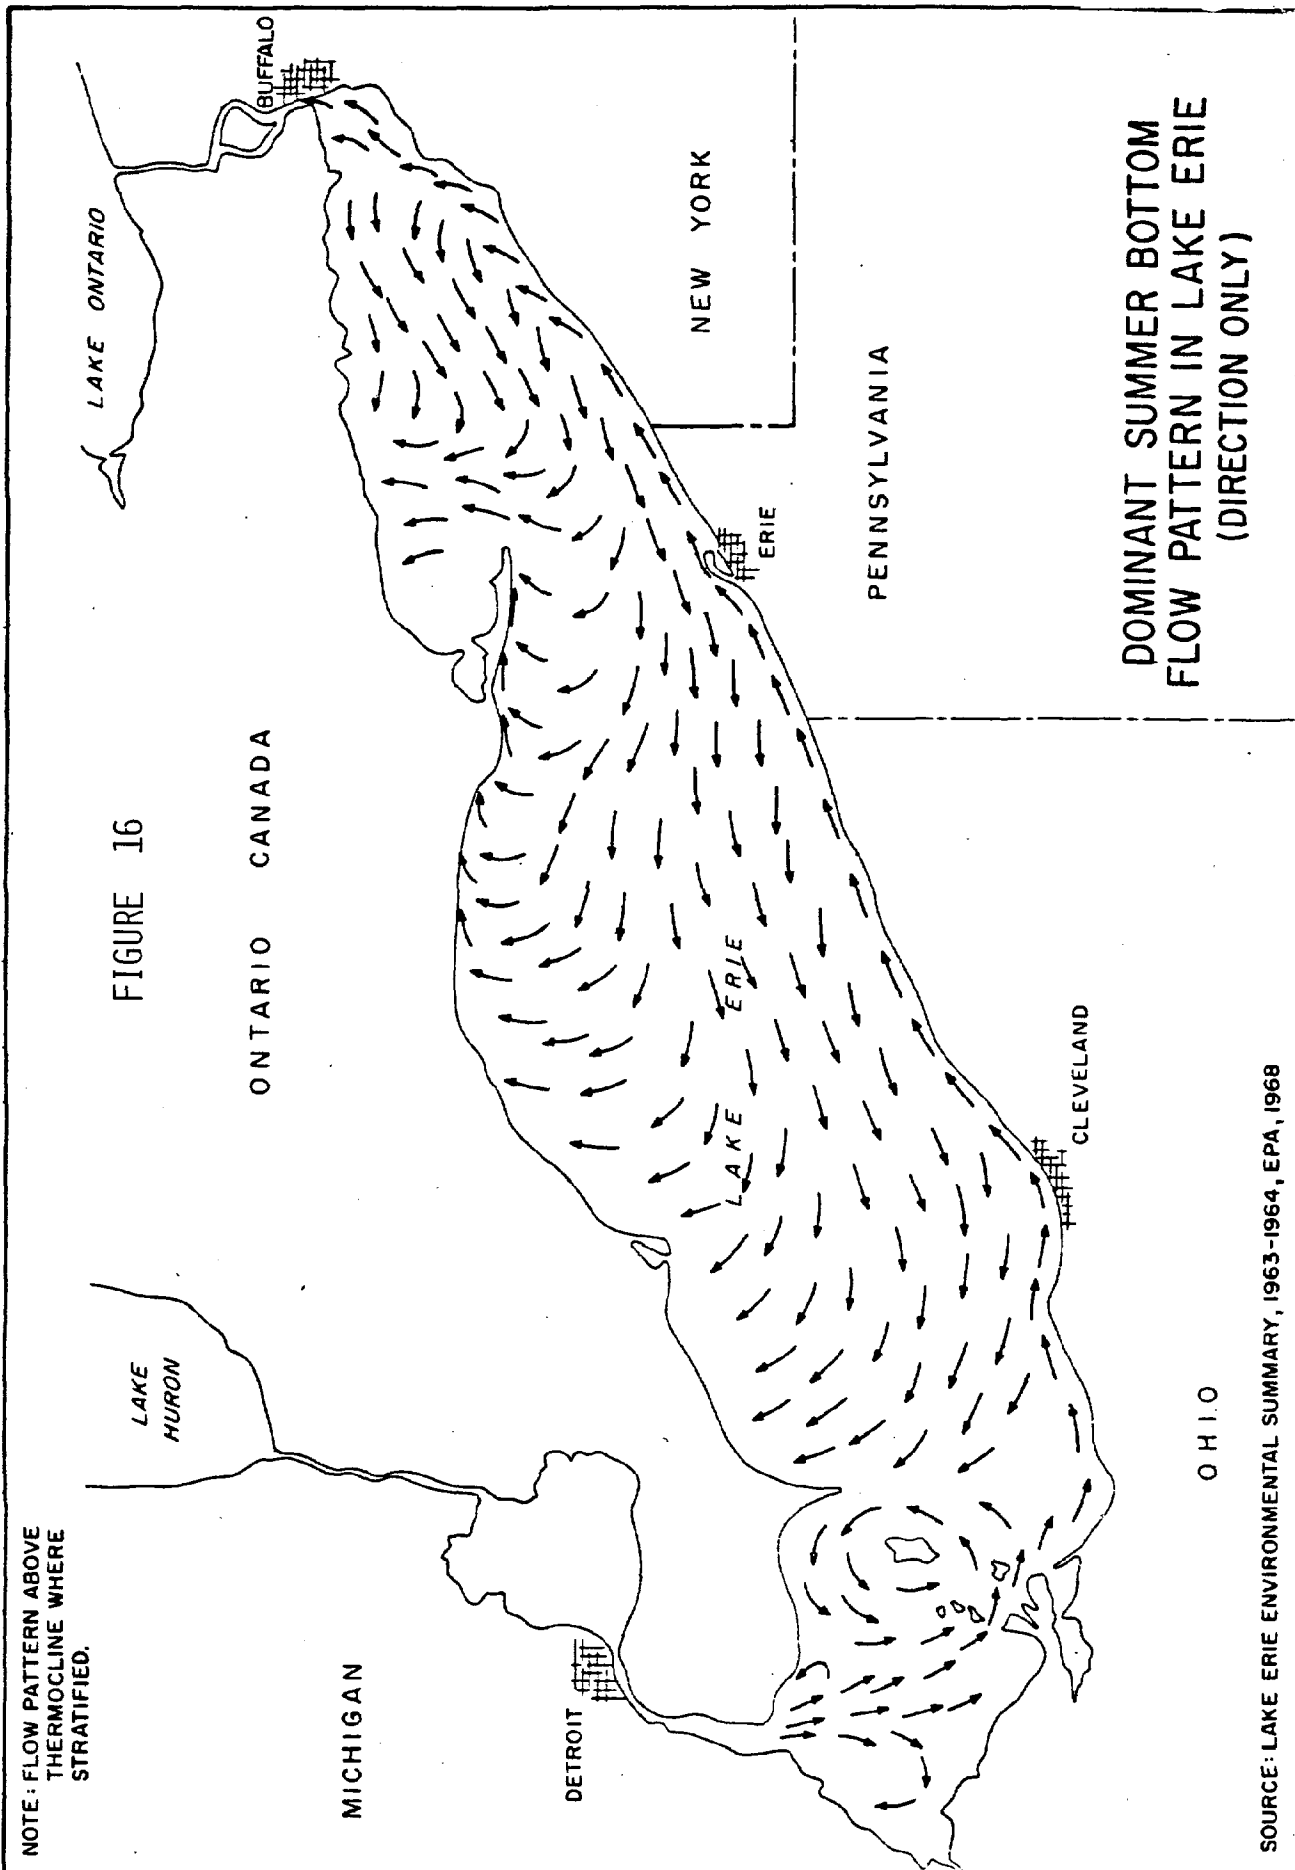 NOTE: FLOW PATTERN ABOVE
THERMOCLINE WHERE
STRATIFIED.
FIGURE 16
LAKE
HURON
LAKE ONTARIO
BUFFALO
ONTARIO CANADA
MICHIGAN
DETROIT
LAKE ERIE
NEW YORK
ERIE
PENNSYLVANIA
CLEVELAND
OHIO
DOMINANT SUMMER BOTTOM
FLOW PATTERN IN LAKE ERIE
(DIRECTION ONLY)
SOURCE: LAKE ERIE ENVIRONMENTAL SUMMARY, 1963-1964, EPA, 1968